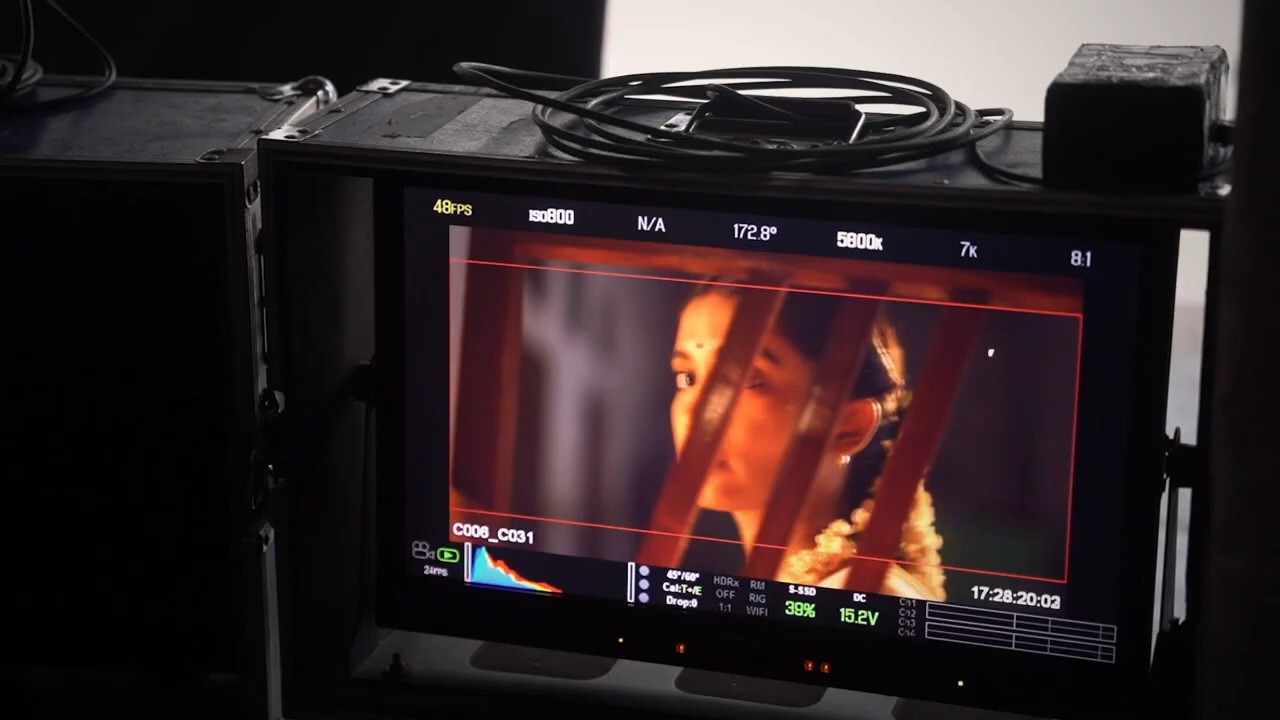 48FPS ISO800 N/A 172.8° 5800K 7K 8:1
C006_C031
17:28:20:02
24FPS
45°/60°
Cal:T+/E
Drop:0
HDRx
OFF
1:1
RM
RIG
WIFI
S-SSD
39%
DC
15.2V
Ch1
Ch2
Ch3
Ch4